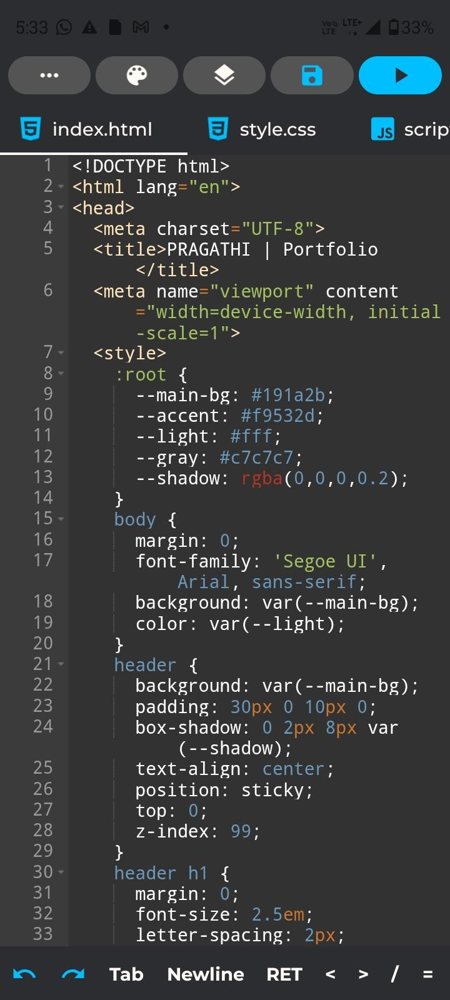 5:33
Vo LTE LTE+ 33%
index.html style.css scrip
1 <!DOCTYPE html>
2 <html lang="en">
3 <head>
4 <meta charset="UTF-8">
5 <title>PRAGATHI | Portfolio
</title>
6 <meta name="viewport" content
="width=device-width, initial
-scale=1">
7 <style>
8 :root {
9 --main-bg: #191a2b;
10 --accent: #f9532d;
11 --light: #fff;
12 --gray: #c7c7c7;
13 --shadow: rgba(0,0,0,0.2);
14 }
15 body {
16 margin: 0;
17 font-family: 'Segoe UI',
Arial, sans-serif;
18 background: var(--main-bg);
19 color: var(--light);
20 }
21 header {
22 background: var(--main-bg);
23 padding: 30px 0 10px 0;
24 box-shadow: 0 2px 8px var
(--shadow);
25 text-align: center;
26 position: sticky;
27 top: 0;
28 z-index: 99;
29 }
30 header h1 {
31 margin: 0;
32 font-size: 2.5em;
33 letter-spacing: 2px;
Tab Newline RET < > / =